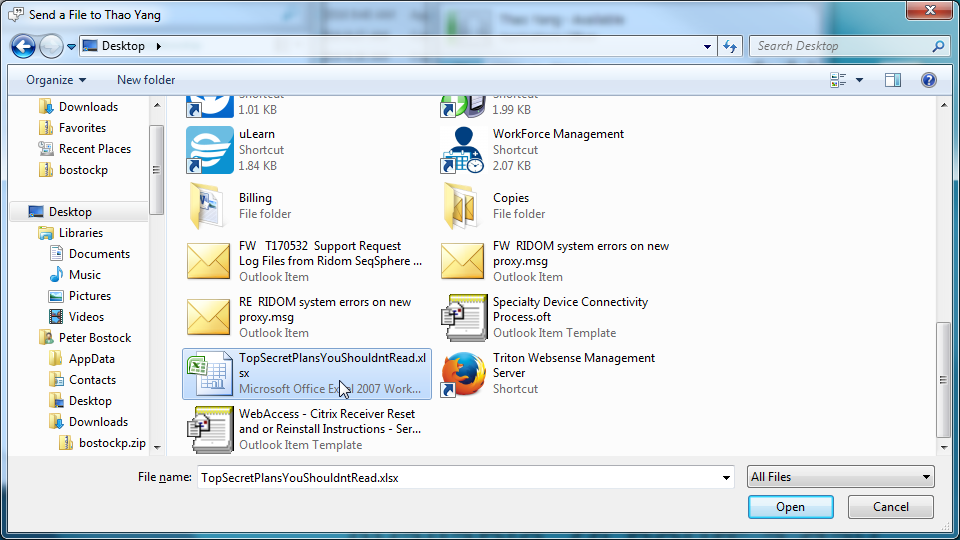 Send a File to Thao Yang
Thao Yang - Available
Desktop
Search Desktop
Organize
New folder
Downloads
Favorites
Recent Places
bostockp
Desktop
Libraries
Documents
Music
Pictures
Videos
Peter Bostock
AppData
Contacts
Desktop
Downloads
bostockp.zip
Shortcut
1.01 KB
Shortcut
1.99 KB
uLearn
Shortcut
1.84 KB
WorkForce Management
Shortcut
2.07 KB
Billing
File folder
Copies
File folder
FW T170532 Support Request
Log Files from Ridom SeqSphere ...
Outlook Item
FW RIDOM system errors on new
proxy.msg
Outlook Item
RE RIDOM system errors on new
proxy.msg
Outlook Item
Specialty Device Connectivity
Process.oft
Outlook Item Template
TopSecretPlansYouShouldntRead.xl
sx
Microsoft Office Excel 2007 Work...
Triton Websense Management
Server
Shortcut
WebAccess - Citrix Receiver Reset
and or Reinstall Instructions - Ser...
Outlook Item Template
File name:
TopSecretPlansYouShouldntRead.xlsx
All Files
Open
Cancel